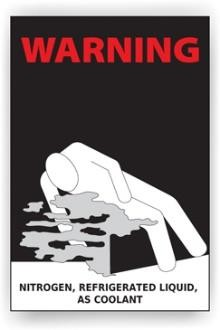 WARNING
NITROGEN, REFRIGERATED LIQUID,
AS COOLANT